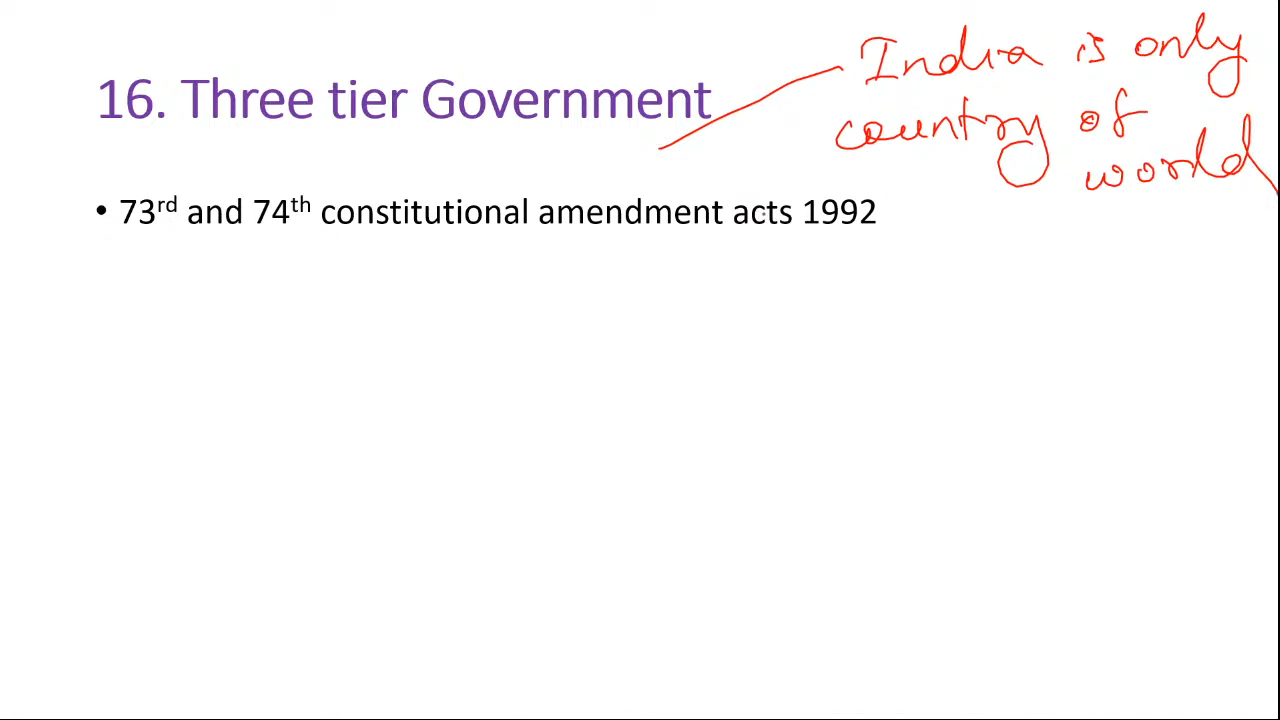 16. Three tier Government
India is only
country of
world
• 73rd and 74th constitutional amendment acts 1992